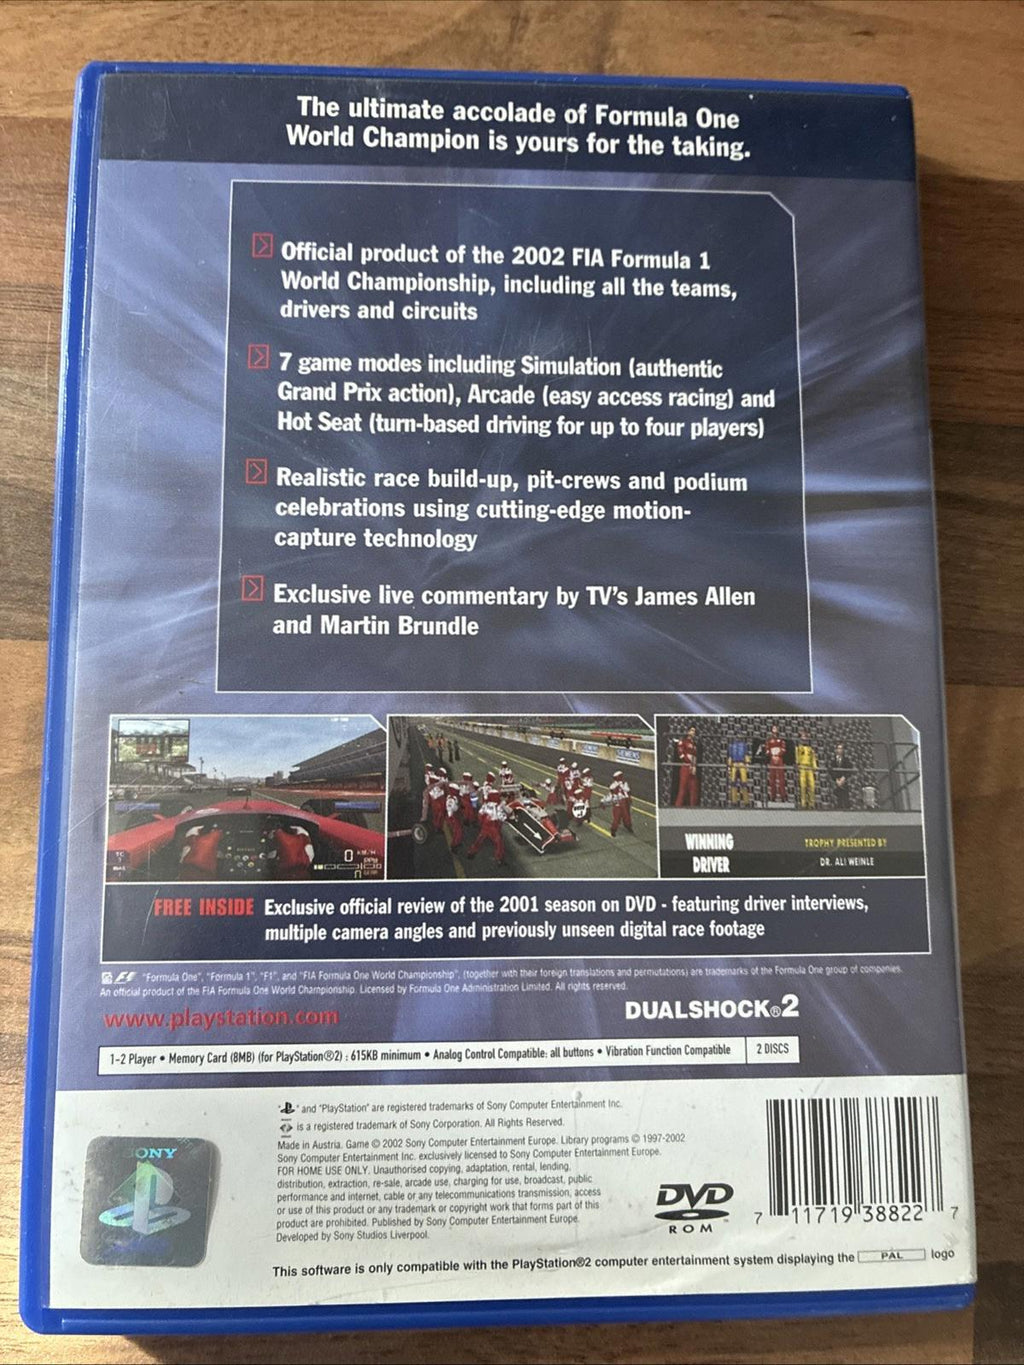 The ultimate accolade of Formula One
World Champion is yours for the taking.
Official product of the 2002 FIA Formula 1
World Championship, including all the teams,
drivers and circuits
7 game modes including Simulation (authentic
Grand Prix action), Arcade (easy access racing) and
Hot Seat (turn-based driving for up to four players)
Realistic race build-up, pit-crews and podium
celebrations using cutting-edge motion-
capture technology
Exclusive live commentary by TV's James Allen
and Martin Brundle
WINNING
DRIVER
TROPHY PRESENTED BY
DR. ALI WEINLE
FREE INSIDE Exclusive official review of the 2001 season on DVD - featuring driver interviews,
multiple camera angles and previously unseen digital race footage
F1 "Formula One", "Formula 1", "F1", and "FIA Formula One World Championship", (together with their foreign translations and permutations) are trademarks of the Formula One group of companies.
An official product of the FIA Formula One World Championship. Licensed by Formula One Administration Limited. All rights reserved.
www.playstation.com
DUALSHOCK®2
1-2 Player • Memory Card (8MB) (for PlayStation®2) : 615KB minimum • Analog Control Compatible: all buttons • Vibration Function Compatible
2 DISCS
" " and "PlayStation" are registered trademarks of Sony Computer Entertainment Inc.
" " is a registered trademark of Sony Corporation. All Rights Reserved.
Made in Austria. Game © 2002 Sony Computer Entertainment Europe. Library programs © 1997-2002
Sony Computer Entertainment Inc. exclusively licensed to Sony Computer Entertainment Europe.
FOR HOME USE ONLY. Unauthorised copying, adaptation, rental, lending,
distribution, extraction, re-sale, arcade use, charging for use, broadcast, public
performance and internet, cable or any telecommunications transmission, access
or use of this product or any trademark or copyright work that forms part of this
product are prohibited. Published by Sony Computer Entertainment Europe.
Developed by Sony Studios Liverpool.
SONY
DVD
ROM
7 11719 38822 7
This software is only compatible with the PlayStation®2 computer entertainment system displaying the PAL logo